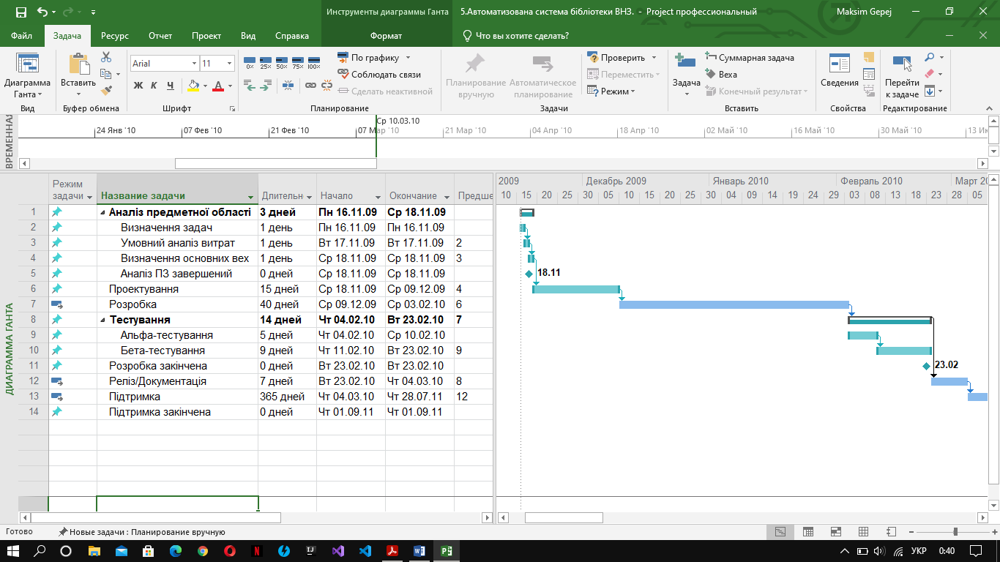 Инструменты диаграммы Ганта 5.Автоматизована система бібліотеки ВНЗ. - Project профессиональный Maksim Gepej
Файл Задача Ресурс Отчет Проект Вид Справка Формат Что вы хотите сделать?
Диаграмма Ганта
Вид
Вставить
Буфер обмена
Arial 11
Ж К Ч
Шрифт
0% 25% 50% 75% 100%
По графику
Соблюдать связи
Сделать неактивной
Планирование
Планирование вручную
Автоматическое планирование
Проверить
Переместить
Режим
Задачи
Задача
Суммарная задача
Веха
Конечный результат
Вставить
Сведения
Свойства
Перейти к задаче
Редактирование
ВРЕМЕННАЯ
Ср 10.03.10
24 Янв '10 07 Фев '10 21 Фев '10 07 Мар '10 21 Мар '10 04 Апр '10 18 Апр '10 02 Май '10 16 Май '10 30 Май '10 13 Ию
ДИАГРАММА ГАНТА
Режим задачи Название задачи Длительн Начало Окончание Предше
2009 Декабрь 2009 Январь 2010 Февраль 2010 Март 20
10 15 20 25 30 05 10 15 20 25 30 04 09 14 19 24 29 03 08 13 18 23 28 05
1 Аналіз предметної області 3 дней Пн 16.11.09 Ср 18.11.09
2 Визначення задач 1 день Пн 16.11.09 Пн 16.11.09
3 Умовний аналіз витрат 1 день Вт 17.11.09 Вт 17.11.09 2
4 Визначення основних вех 1 день Ср 18.11.09 Ср 18.11.09 3
5 Аналіз ПЗ завершений 0 дней Ср 18.11.09 Ср 18.11.09 18.11
6 Проектування 15 дней Ср 18.11.09 Ср 09.12.09 4
7 Розробка 40 дней Ср 09.12.09 Ср 03.02.10 6
8 Тестування 14 дней Чт 04.02.10 Вт 23.02.10 7
9 Альфа-тестування 5 дней Чт 04.02.10 Ср 10.02.10
10 Бета-тестування 9 дней Чт 11.02.10 Вт 23.02.10 9
11 Розробка закінчена 0 дней Вт 23.02.10 Вт 23.02.10 23.02
12 Реліз/Документація 7 дней Вт 23.02.10 Чт 04.03.10 8
13 Підтримка 365 дней Чт 04.03.10 Чт 28.07.11 12
14 Підтримка закінчена 0 дней Чт 01.09.11 Чт 01.09.11
Готово Новые задачи : Планирование вручную
УКР 0:40